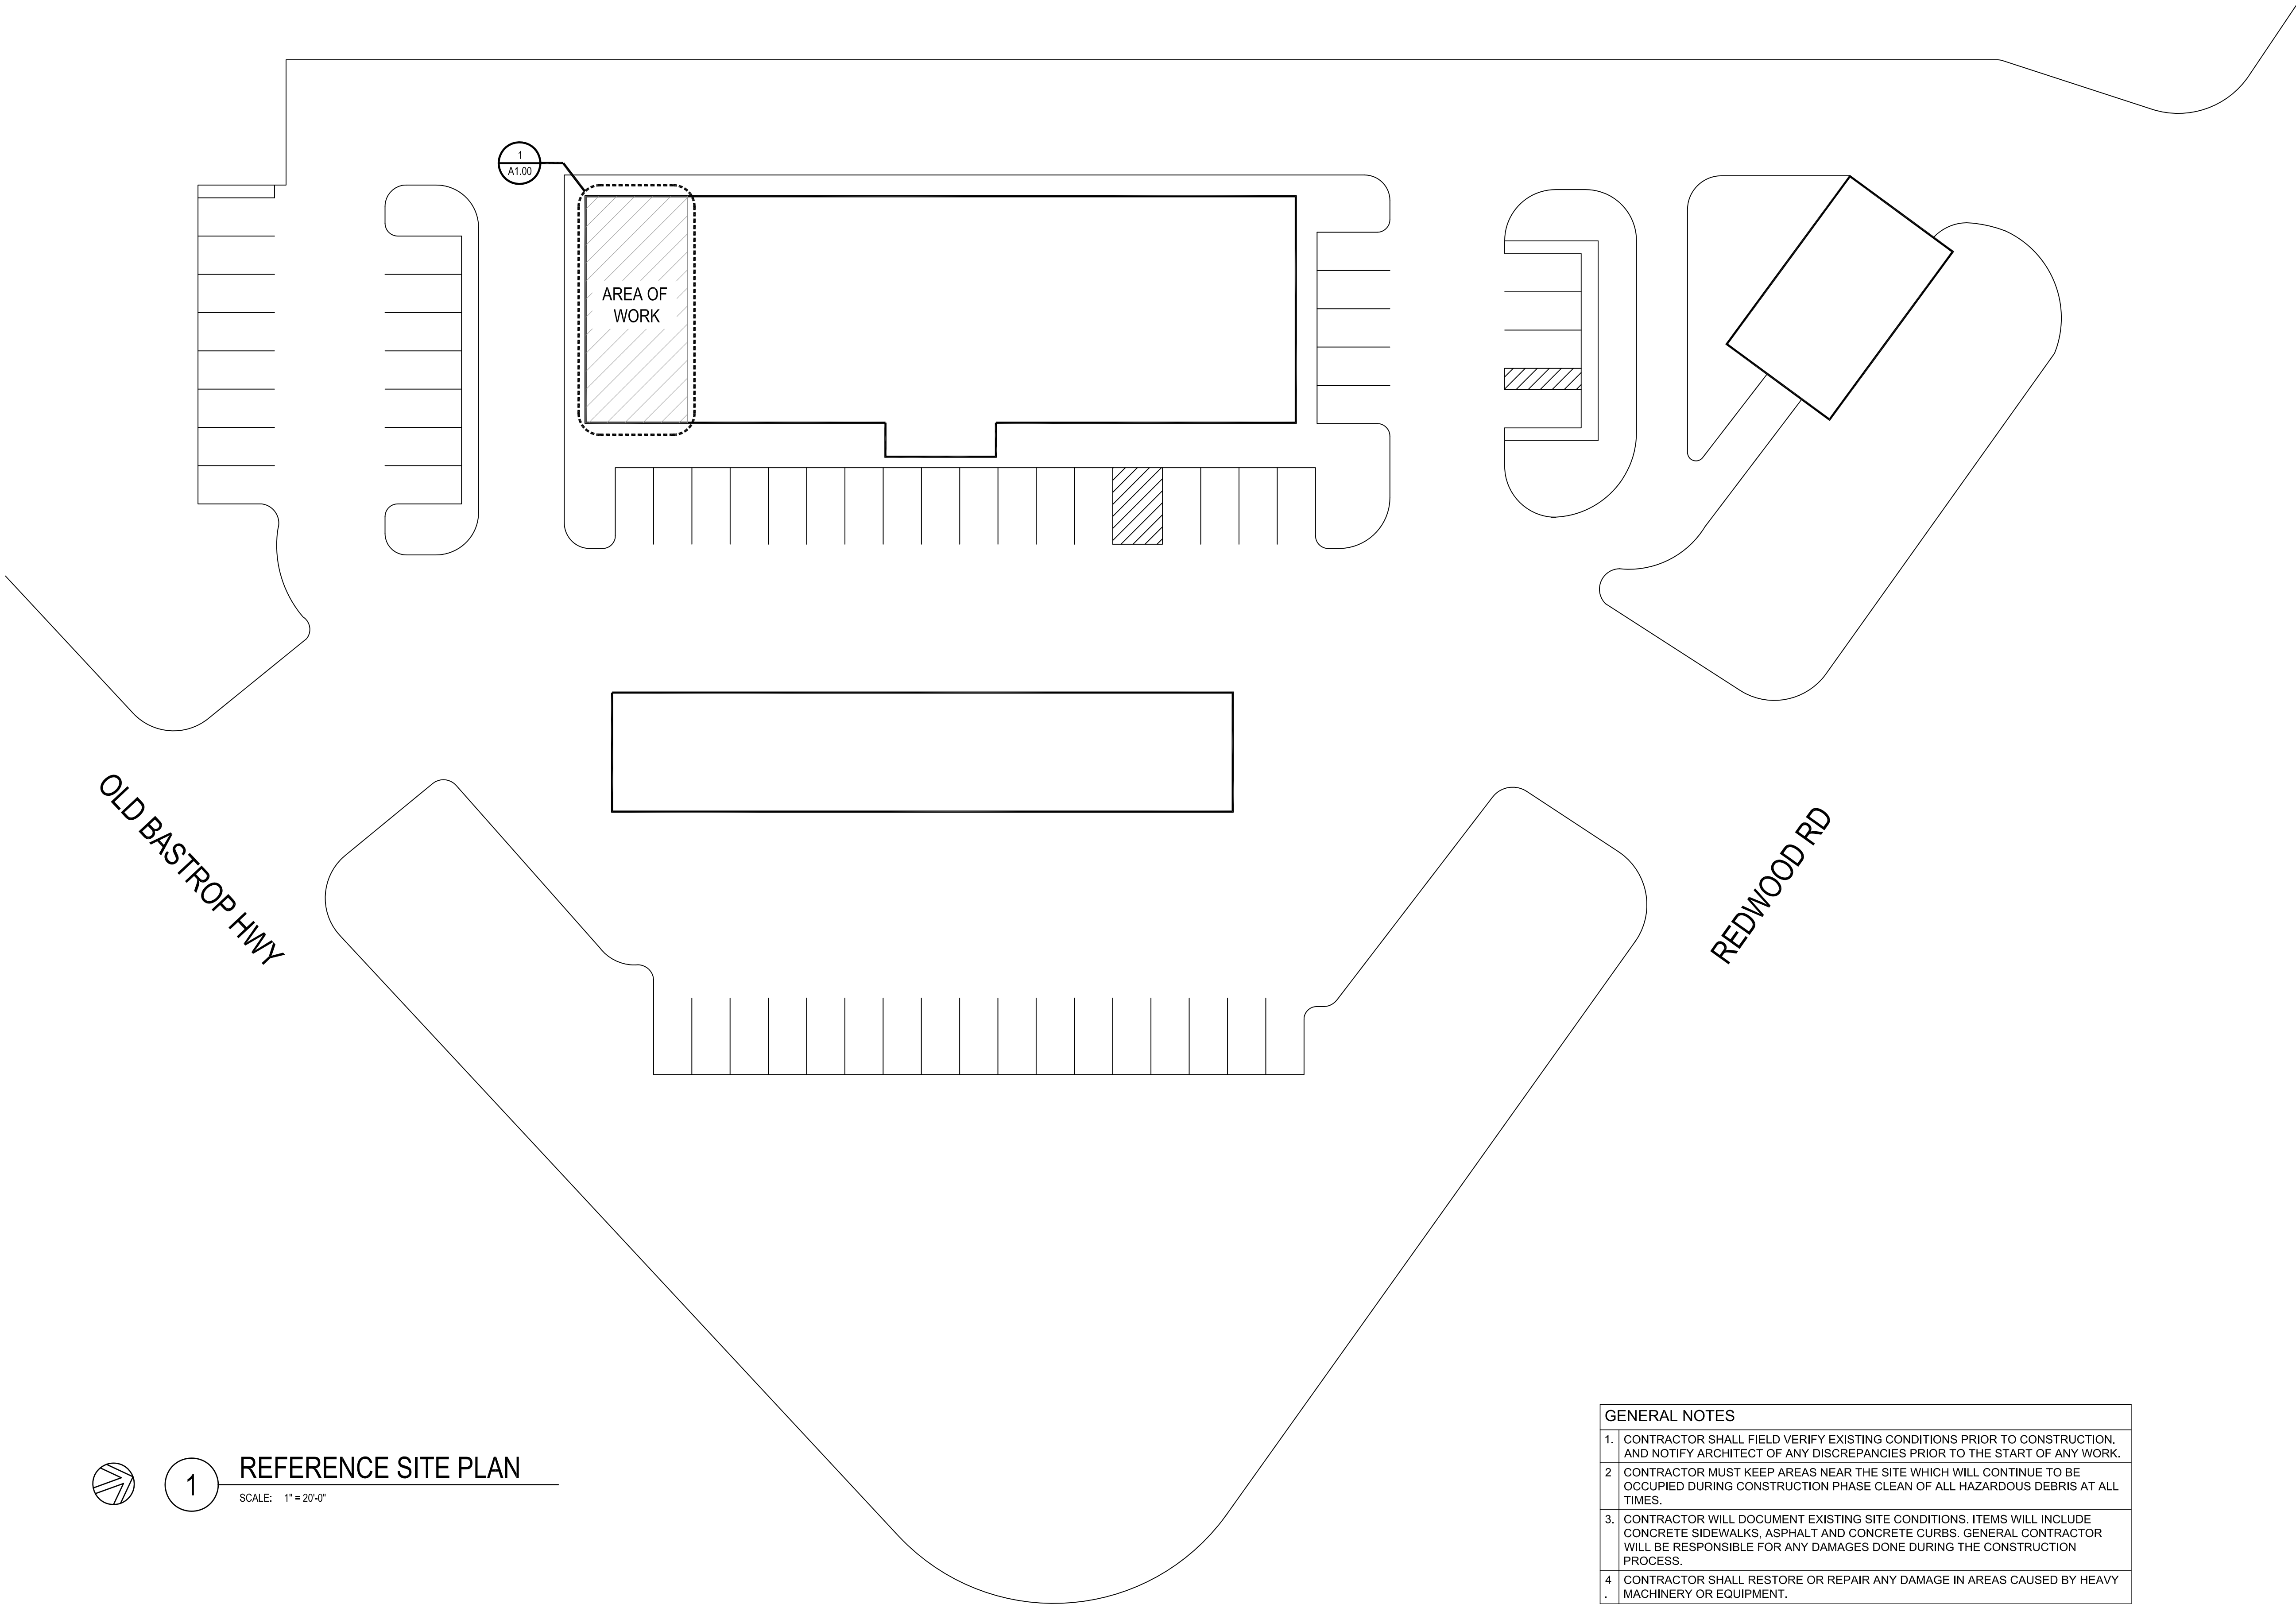 1
A1.00
AREA OF
WORK
OLD BASTROP HWY
REDWOOD RD
1
REFERENCE SITE PLAN
SCALE: 1" = 20'-0"
GENERAL NOTES
1. CONTRACTOR SHALL FIELD VERIFY EXISTING CONDITIONS PRIOR TO CONSTRUCTION.
AND NOTIFY ARCHITECT OF ANY DISCREPANCIES PRIOR TO THE START OF ANY WORK.
2 CONTRACTOR MUST KEEP AREAS NEAR THE SITE WHICH WILL CONTINUE TO BE
OCCUPIED DURING CONSTRUCTION PHASE CLEAN OF ALL HAZARDOUS DEBRIS AT ALL
TIMES.
3. CONTRACTOR WILL DOCUMENT EXISTING SITE CONDITIONS. ITEMS WILL INCLUDE
CONCRETE SIDEWALKS, ASPHALT AND CONCRETE CURBS. GENERAL CONTRACTOR
WILL BE RESPONSIBLE FOR ANY DAMAGES DONE DURING THE CONSTRUCTION
PROCESS.
4 CONTRACTOR SHALL RESTORE OR REPAIR ANY DAMAGE IN AREAS CAUSED BY HEAVY
. MACHINERY OR EQUIPMENT.